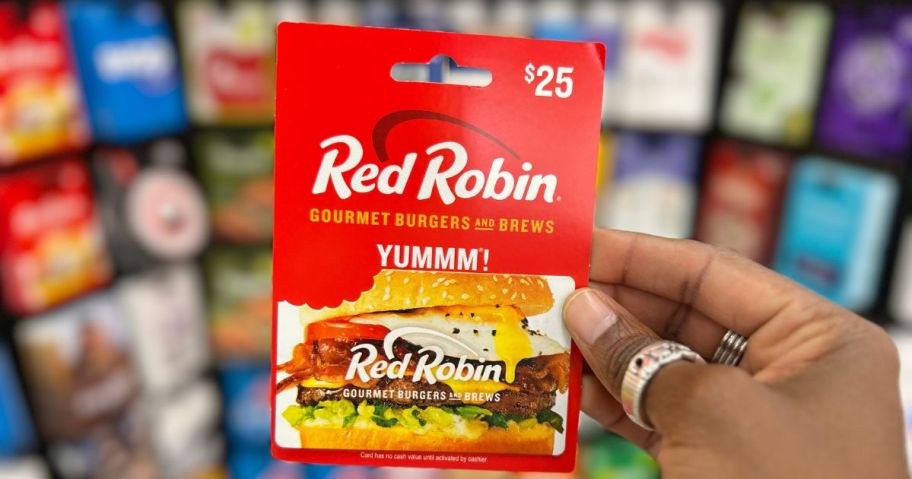 $25
Red Robin.
GOURMET BURGERS AND BREWS
YUMMM®!
Red Robin
GOURMET BURGERS AND BREWS
Card has no cash value until activated by cashier.